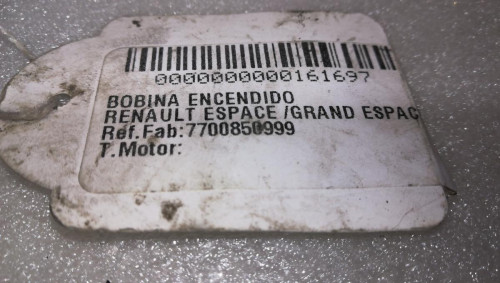 0000000000161697
BOBINA ENCENDIDO
RENAULT ESPACE /GRAND ESPAC
Ref.Fab:7700850999
T.Motor: